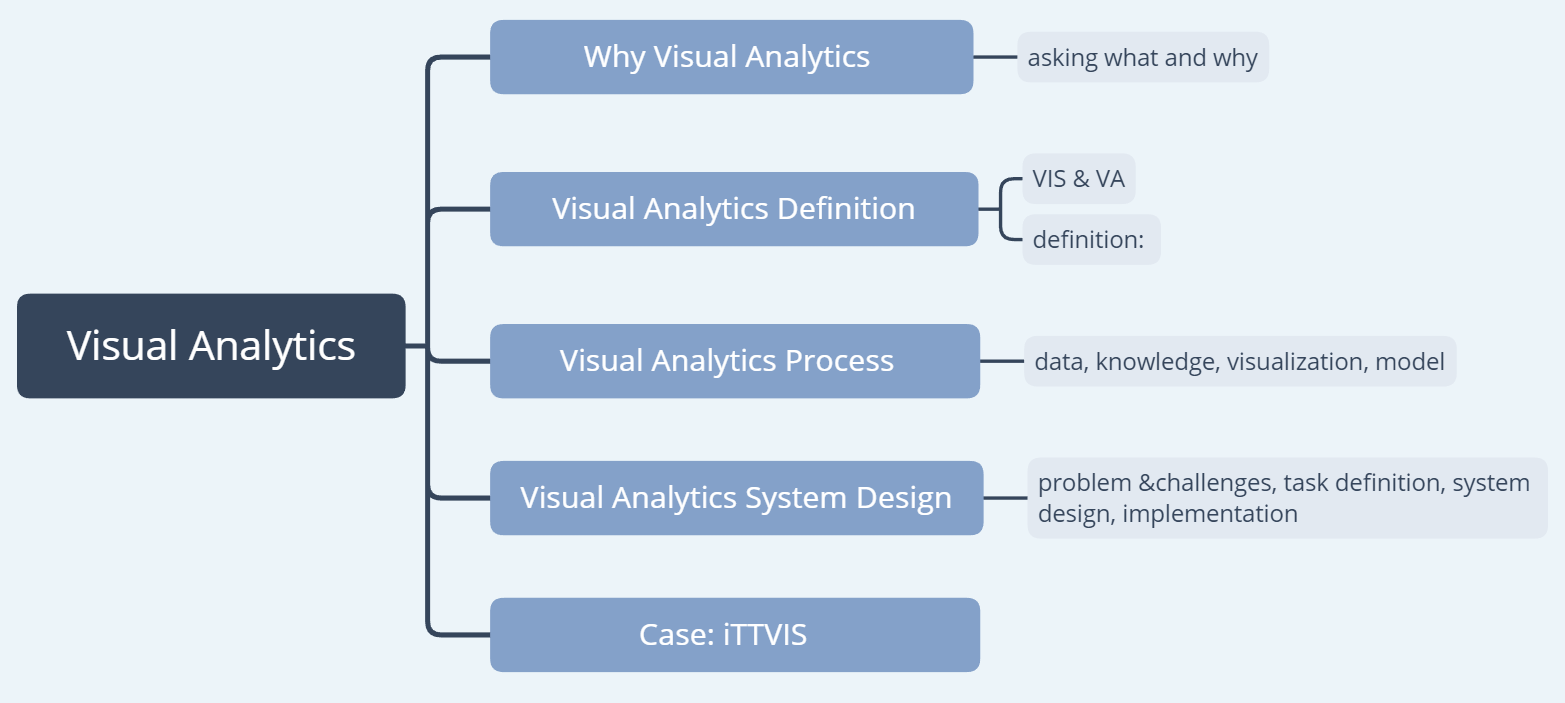 Why Visual Analytics
asking what and why
Visual Analytics Definition
VIS & VA
definition:
Visual Analytics
Visual Analytics Process
data, knowledge, visualization, model
Visual Analytics System Design
problem &challenges, task definition, system
design, implementation
Case: iTTVIS